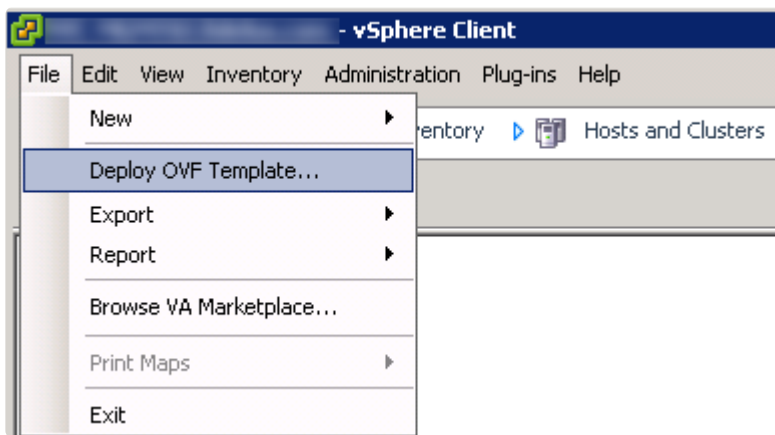 - vSphere Client
File Edit View Inventory Administration Plug-ins Help
New
entory Hosts and Clusters
Deploy OVF Template...
Export
Report
Browse VA Marketplace...
Print Maps
Exit